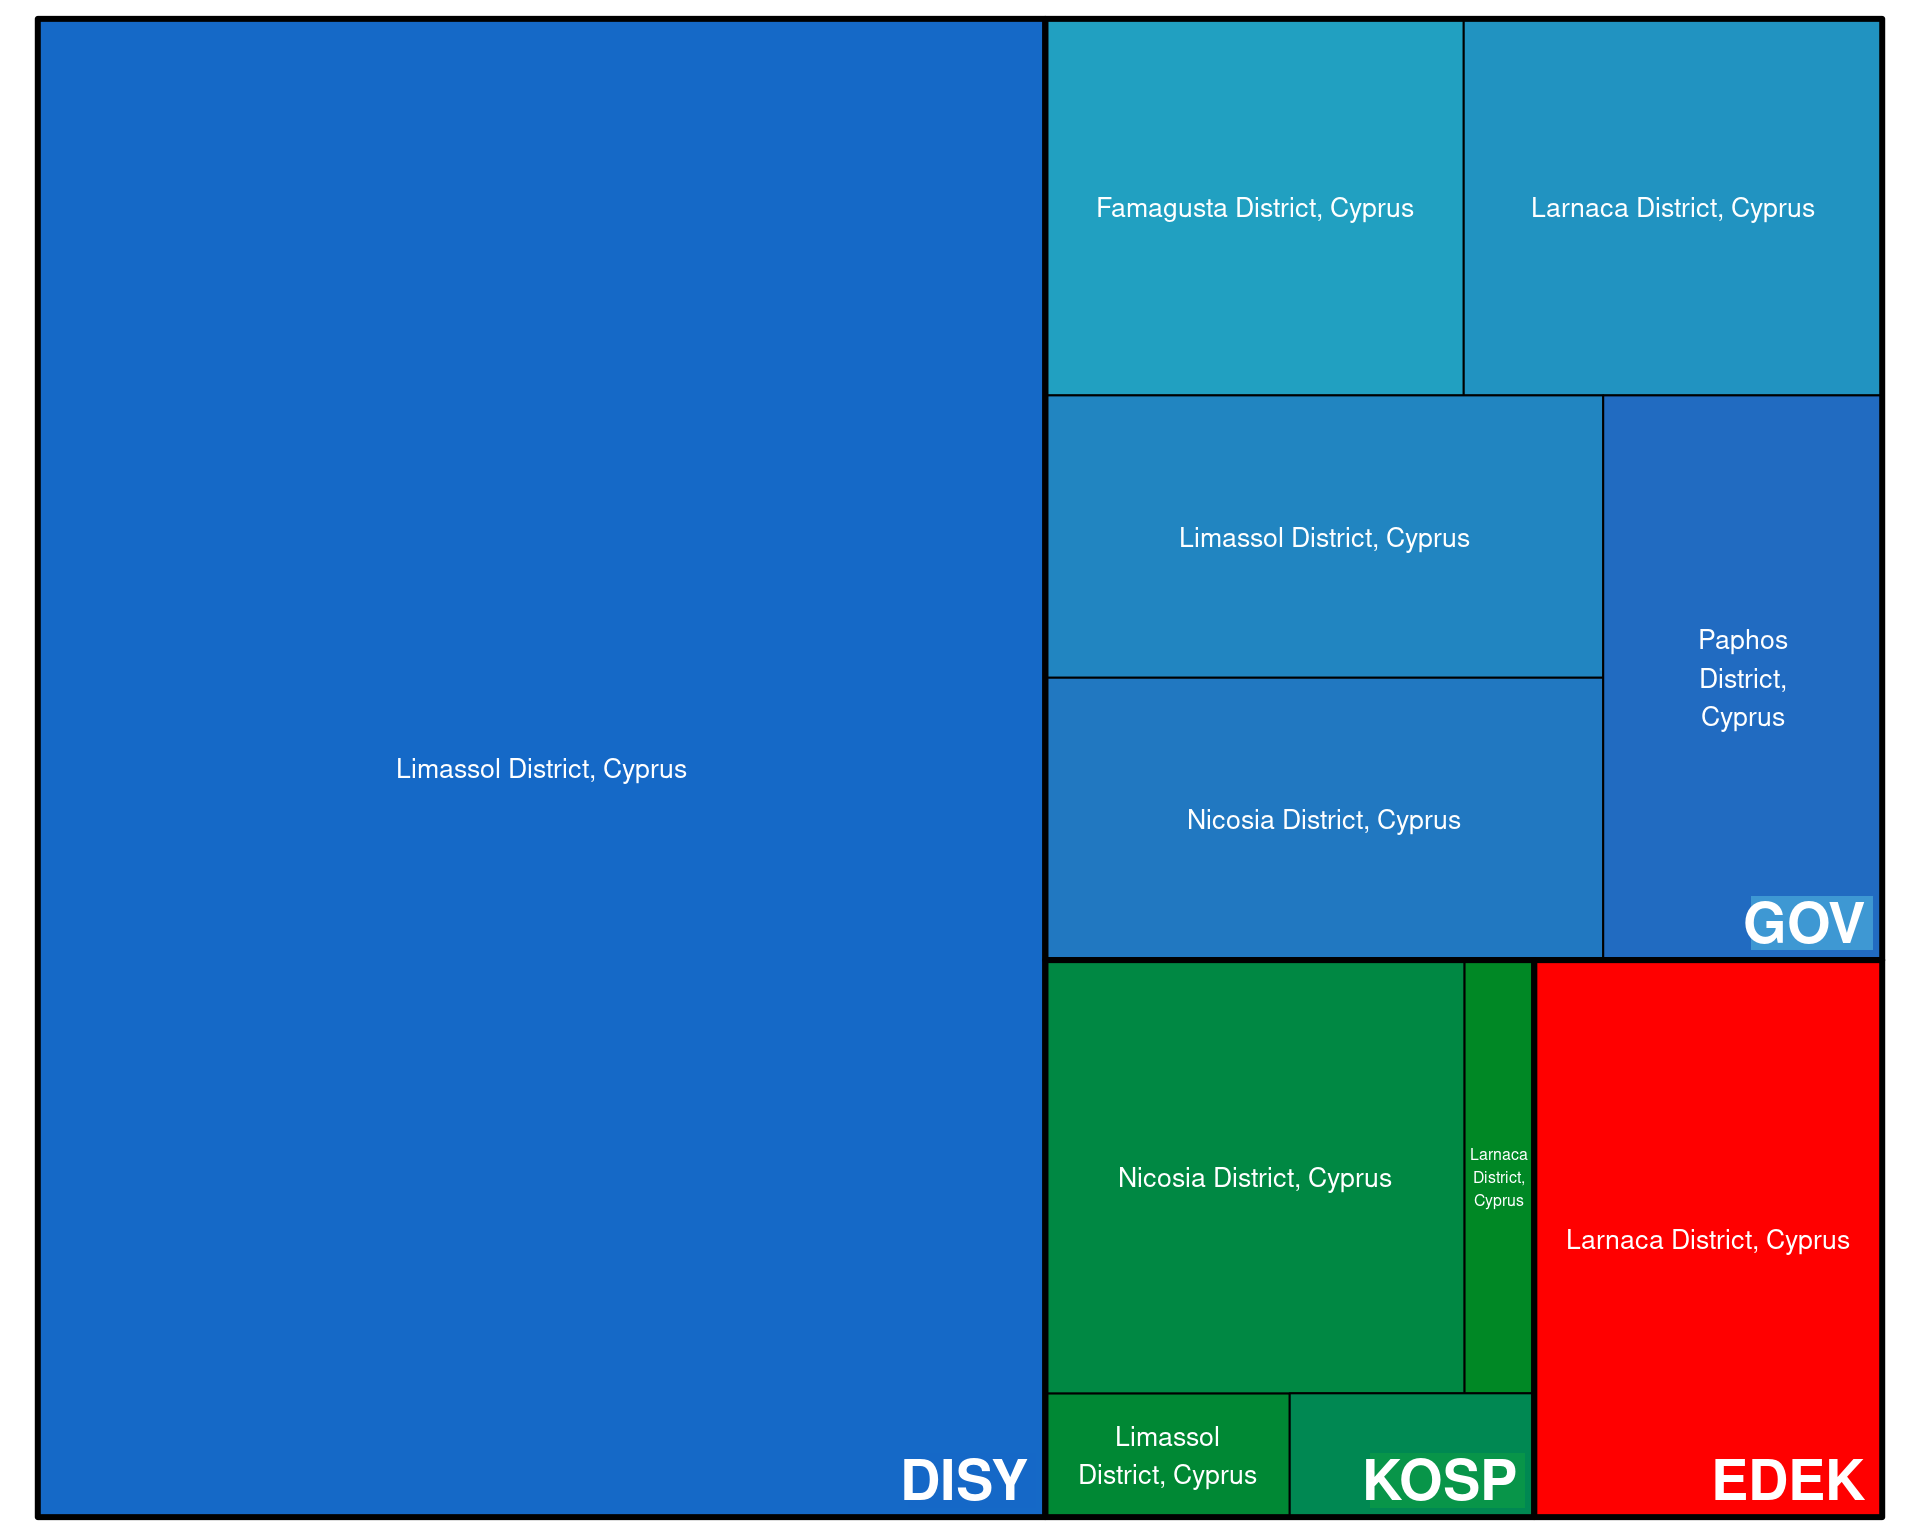 Limassol District, Cyprus
DISY
Famagusta District, Cyprus
Larnaca District, Cyprus
Limassol District, Cyprus
Nicosia District, Cyprus
Paphos
District,
Cyprus
GOV
Nicosia District, Cyprus
Larnaca
District,
Cyprus
Limassol
District, Cyprus
KOSP
Larnaca District, Cyprus
EDEK